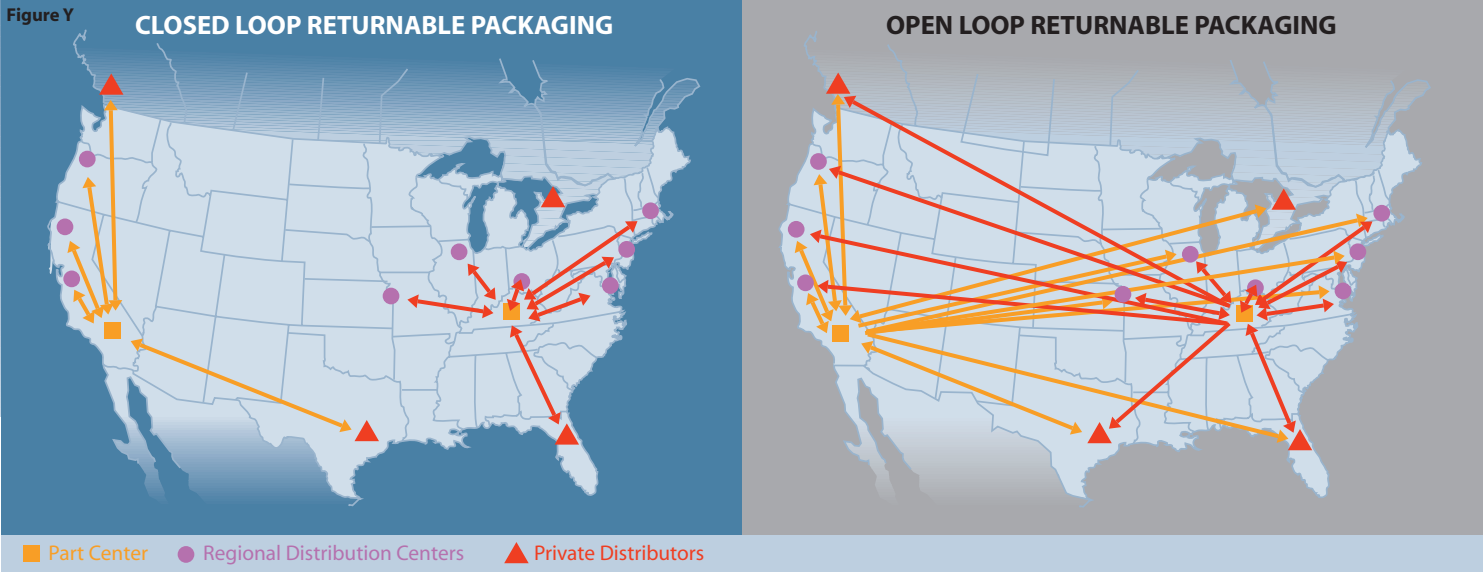 Figure Y
CLOSED LOOP RETURNABLE PACKAGING
OPEN LOOP RETURNABLE PACKAGING
Part Center
Regional Distribution Centers
Private Distributors